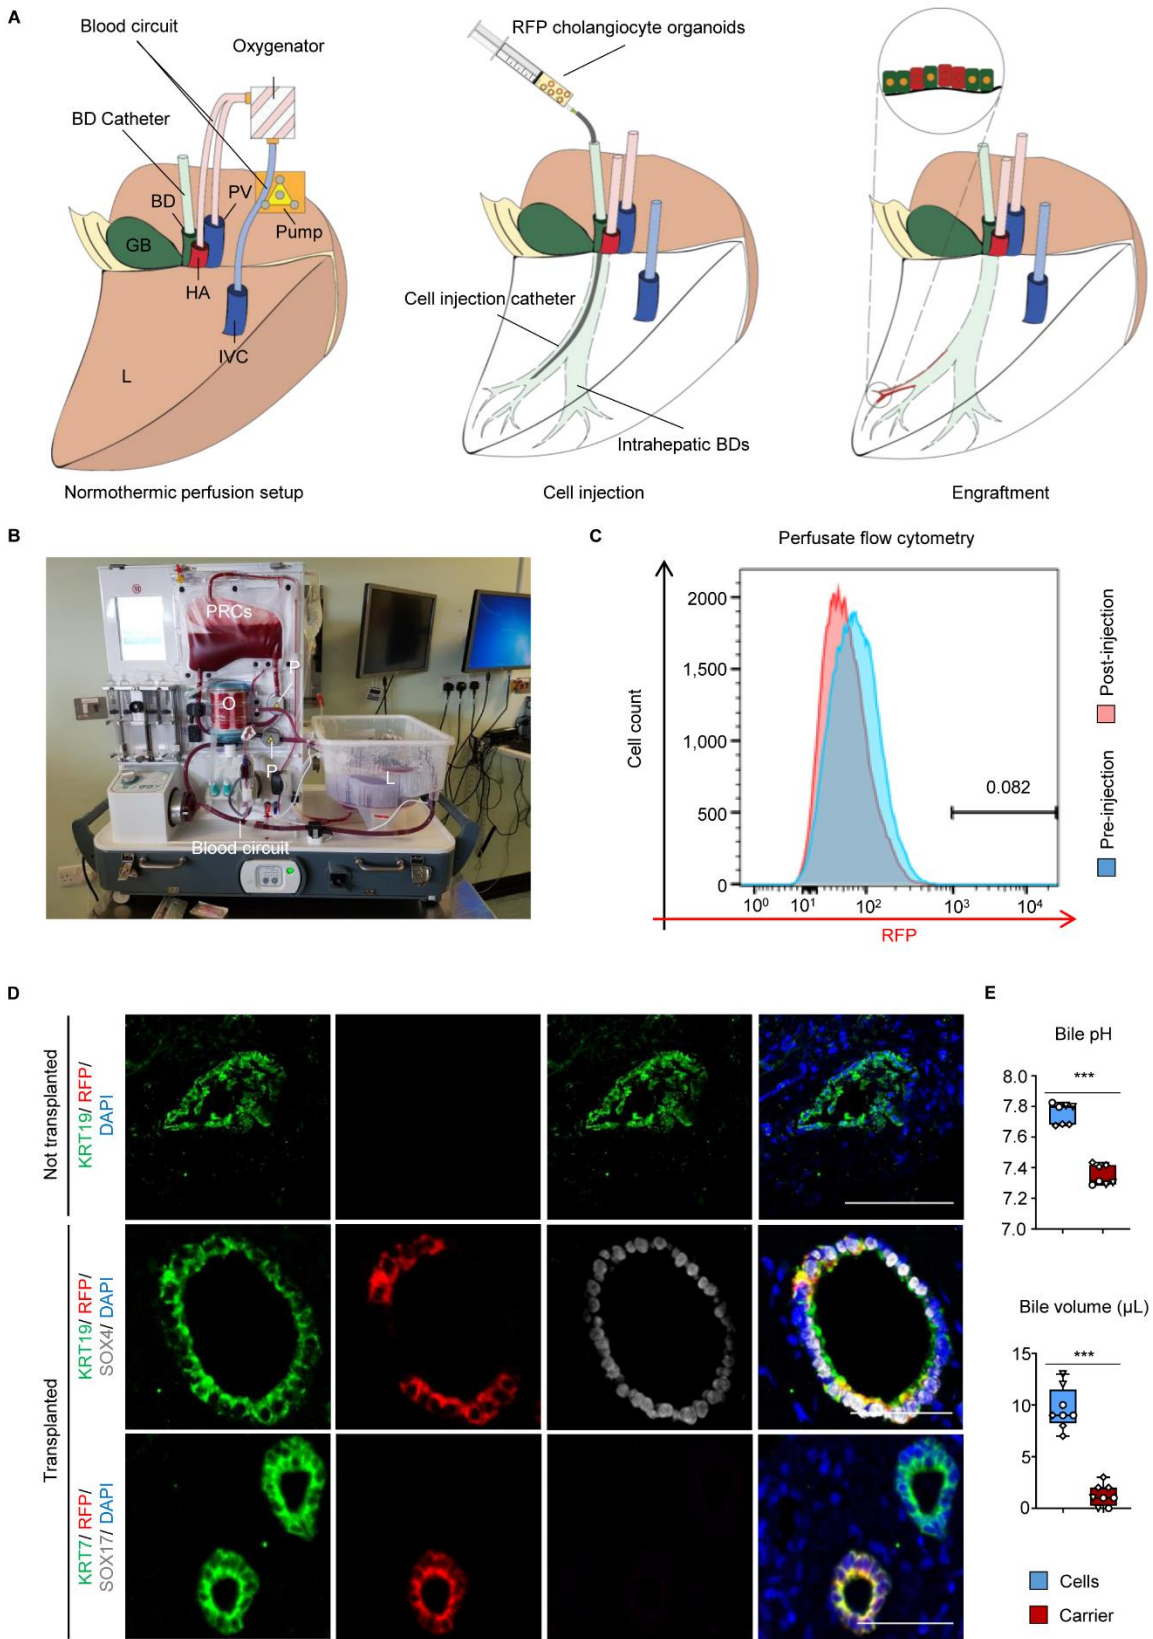 A
Blood circuit
Oxygenator
BD Catheter
BD
PV
GB
Pump
HA
IVC
L
Normothermic perfusion setup
RFP cholangiocyte organoids
Cell injection catheter
Intrahepatic BDs
Cell injection
Engraftment
B
PRCs
P
O
P
L
Blood circuit
C
Perfusate flow cytometry
Cell count
2000
1,500
1,000
500
0
0.082
10⁰
10¹
10²
10³
10⁴
RFP
Post-injection
Pre-injection
D
Not transplanted
KRT19/ RFP/
DAPI
Transplanted
KRT19/ RFP/
SOX4/ DAPI
KRT7/ RFP/
SOX17/ DAPI
E
Bile pH
***
8.0
7.8
7.6
7.4
7.2
7.0
Bile volume (µL)
***
15
10
5
0
Cells
Carrier